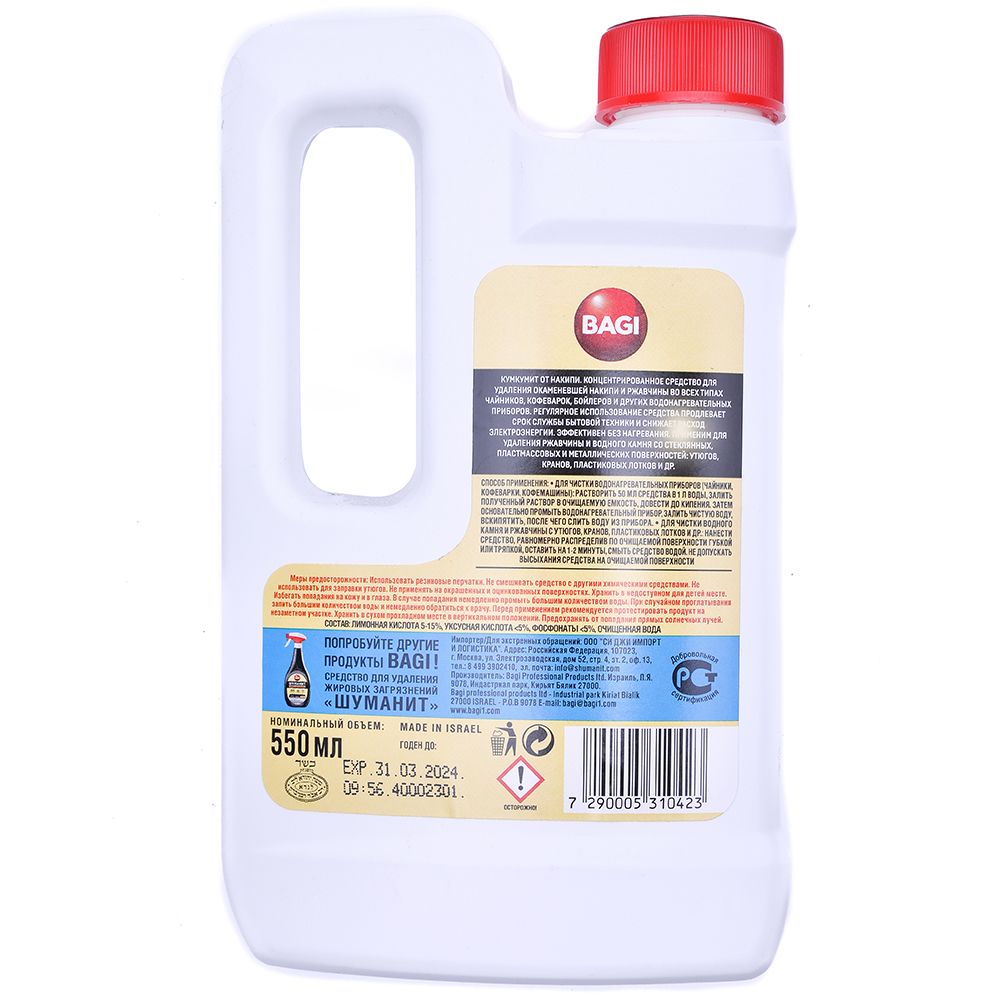 BAGI
КУМКУМИТ ОТ НАКИПИ. КОНЦЕНТРИРОВАННОЕ СРЕДСТВО ДЛЯ
УДАЛЕНИЯ ОКАМЕНЕВШЕЙ НАКИПИ И РЖАВЧИНЫ ВО ВСЕХ ТИПАХ
ЧАЙНИКОВ, КОФЕВАРОК, БОЙЛЕРОВ И ДРУГИХ ВОДОНАГРЕВАТЕЛЬНЫХ
ПРИБОРОВ. РЕГУЛЯРНОЕ ИСПОЛЬЗОВАНИЕ СРЕДСТВА ПРОДЛЕВАЕТ
СРОК СЛУЖБЫ БЫТОВОЙ ТЕХНИКИ И СНИЖАЕТ РАСХОД
ЭЛЕКТРОЭНЕРГИИ. ЭФФЕКТИВЕН БЕЗ НАГРЕВАНИЯ. ПРИМЕНИМ ДЛЯ
УДАЛЕНИЯ РЖАВЧИНЫ И ВОДНОГО КАМНЯ СО СТЕКЛЯННЫХ,
ПЛАСТМАССОВЫХ И МЕТАЛЛИЧЕСКИХ ПОВЕРХНОСТЕЙ: УТЮГОВ,
КРАНОВ, ПЛАСТИКОВЫХ ЛОТКОВ И ДР.
СПОСОБ ПРИМЕНЕНИЯ: • ДЛЯ ЧИСТКИ ВОДОНАГРЕВАТЕЛЬНЫХ ПРИБОРОВ (ЧАЙНИКИ,
КОФЕВАРКИ, КОФЕМАШИНЫ): РАСТВОРИТЬ 50 МЛ СРЕДСТВА В 1 Л ВОДЫ, ЗАЛИТЬ
ПОЛУЧЕННЫЙ РАСТВОР В ОЧИЩАЕМУЮ ЕМКОСТЬ, ДОВЕСТИ ДО КИПЕНИЯ. ЗАТЕМ
ОСНОВАТЕЛЬНО ПРОМЫТЬ ВОДОНАГРЕВАТЕЛЬНЫЙ ПРИБОР, ЗАЛИТЬ ЧИСТУЮ ВОДУ,
ВСКИПЯТИТЬ, ПОСЛЕ ЧЕГО СЛИТЬ ВОДУ ИЗ ПРИБОРА. • ДЛЯ ЧИСТКИ ВОДНОГО
КАМНЯ И РЖАВЧИНЫ С УТЮГОВ, КРАНОВ, ПЛАСТИКОВЫХ ЛОТКОВ И ДР.: НАНЕСТИ
СРЕДСТВО, РАВНОМЕРНО РАСПРЕДЕЛИВ ПО ОЧИЩАЕМОЙ ПОВЕРХНОСТИ ГУБКОЙ
ИЛИ ТРЯПКОЙ, ОСТАВИТЬ НА 1-2 МИНУТЫ, СМЫТЬ СРЕДСТВО ВОДОЙ. НЕ ДОПУСКАТЬ
ВЫСЫХАНИЯ СРЕДСТВА НА ОЧИЩАЕМОЙ ПОВЕРХНОСТИ
Меры предосторожности: Использовать резиновые перчатки. Не смешивать средство с другими химическими средствами. Не
использовать для заправки утюгов. Не применять на окрашенных и оцинкованных поверхностях. Хранить в недоступном для детей месте.
Избегать попадания на кожу и в глаза. В случае попадания немедленно промыть большим количеством воды. При случайном проглатывании
запить большим количеством воды и немедленно обратиться к врачу. Перед применением рекомендуется протестировать продукт на
незаметном участке. Хранить в сухом прохладном месте в вертикальном положении. Предохранять от попадания прямых солнечных лучей.
СОСТАВ: ЛИМОННАЯ КИСЛОТА 5-15%, УКСУСНАЯ КИСЛОТА <5%, ФОСФОНАТЫ <5%, ОЧИЩЕННАЯ ВОДА
ПОПРОБУЙТЕ ДРУГИЕ
ПРОДУКТЫ BAGI!
СРЕДСТВО ДЛЯ УДАЛЕНИЯ
ЖИРОВЫХ ЗАГРЯЗНЕНИЙ
«ШУМАНИТ»
Импортер/Для экстренных обращений: ООО "СИ ДЖИ ИМПОРТ
И ЛОГИСТИКА". Адрес: Российская Федерация, 107023,
г. Москва, ул. Электрозаводская, дом 52, стр. 4, эт. 2, оф. 13,
тел.: 8 499 3902410, эл. почта: info@shumanit.com
Производитель: Bagi Professional Products ltd. Израиль, П.Я.
9078, Индастркал парк, Кирьят Бялик 27000.
Bagi professional products ltd - Industrial park Kiriat Bialik
27000 ISRAEL - P.O.B 9078 E-mail: bagi@bagi1.com
www.bagi1.com
Добровольная
РСТ
сертификация
НОМИНАЛЬНЫЙ ОБЪЕМ:
550 МЛ
MADE IN ISRAEL
ГОДЕН ДО:
EXP.31.03.2024.
09:56.40002301.
כשר
ОСТОРОЖНО!
7 290005 310423